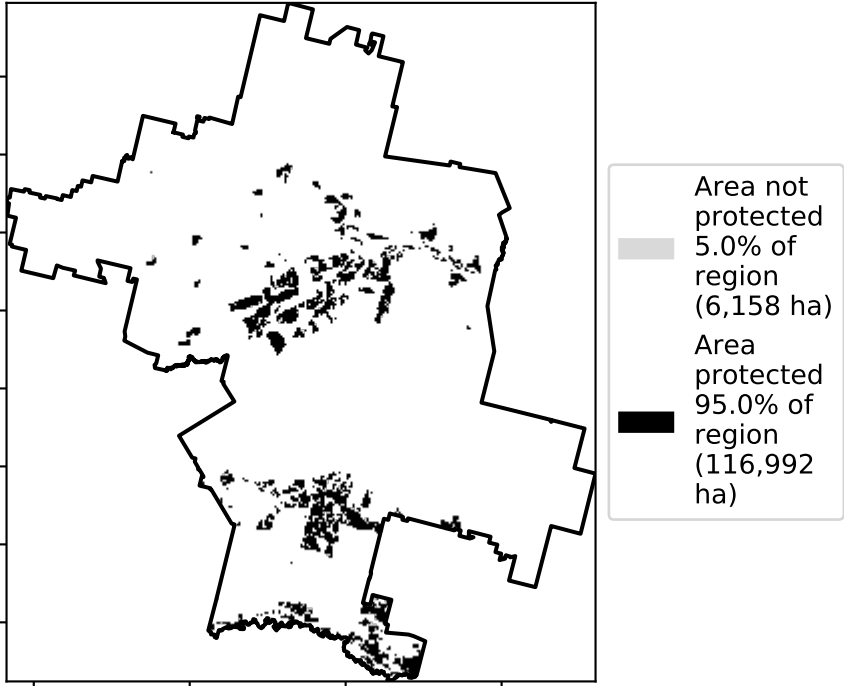 Area not
protected
5.0% of
region
(6,158 ha)
Area
protected
95.0% of
region
(116,992
ha)